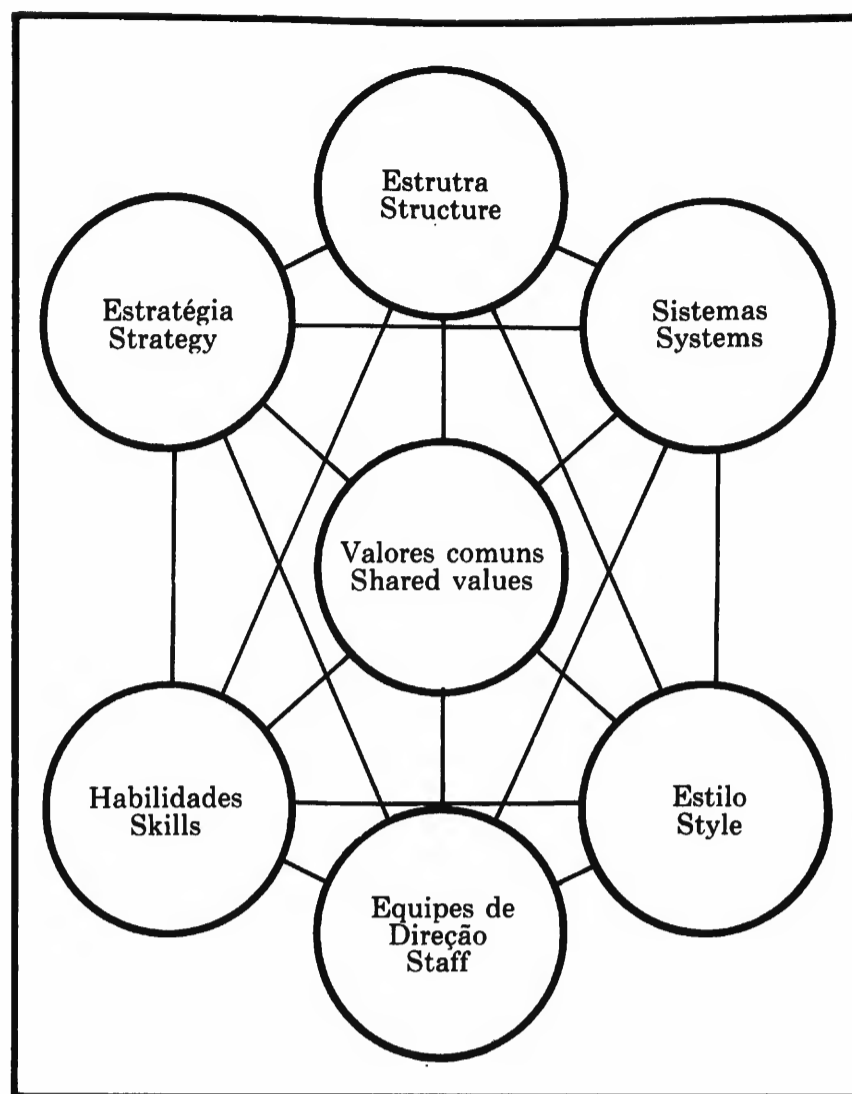 Estrutra
Structure
Estratégia
Strategy
Sistemas
Systems
Valores comuns
Shared values
Habilidades
Skills
Estilo
Style
Equipes de
Direção
Staff